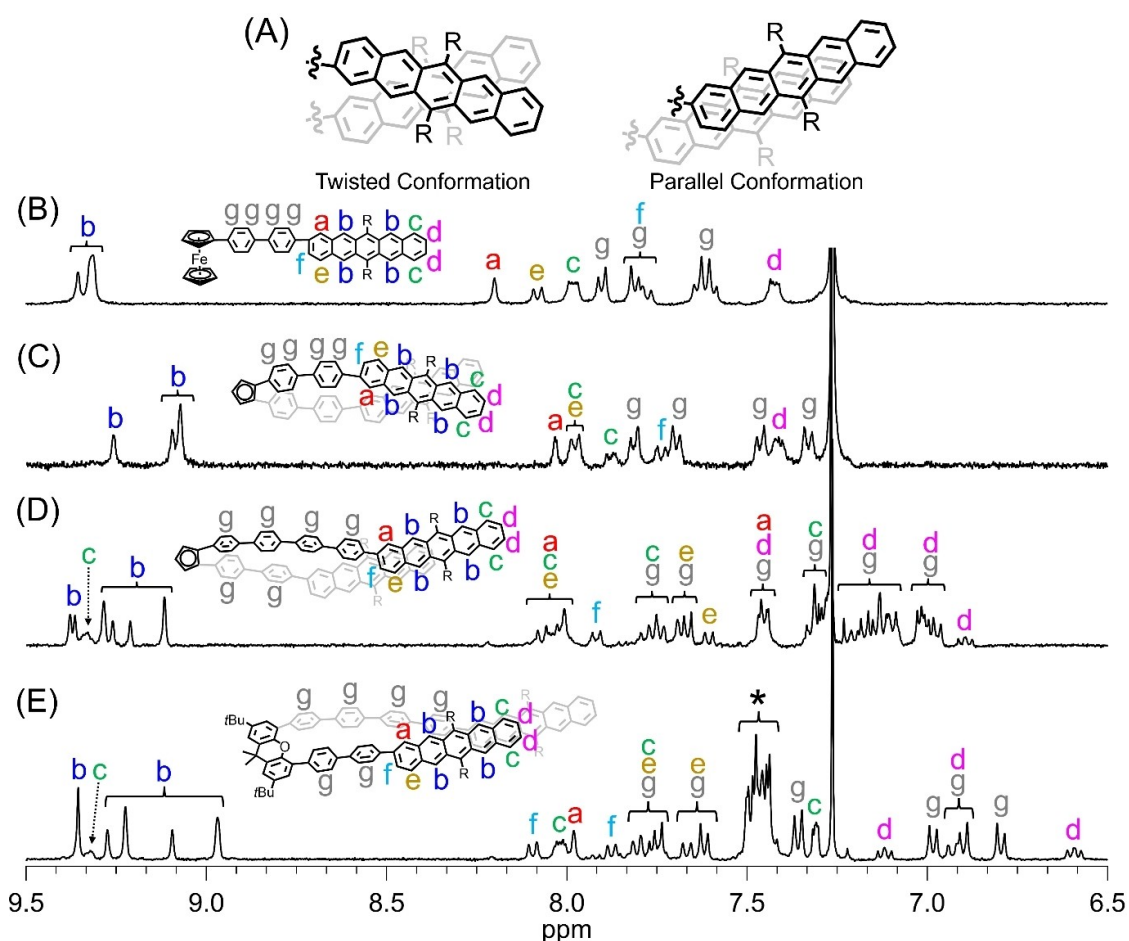 (A)
R R
R R
R
R
R
R
Twisted Conformation Parallel Conformation
(B)
b
g g g g a b R b c d
Fe
f e b R b c d
a e c g f
g g d
(C)
b
b
g g g g f e b R b c d
R
a b R b c d
R
a c
e
c g f g g d
(D)
b c b
g g g g a b R b c d
R
g g f e b R b c d
R
a
c
e
f c
g
e
g
e a
d
g
c
g
d
g
d
g
d
(E)
b c b
tBu
g g g g
O
a b R b c d
R
R
g g f e b R b c d
tBu
f c a f c
e
g
e
g
*
g c d g d
g
g d
9.5 9.0 8.5 8.0 7.5 7.0 6.5
ppm